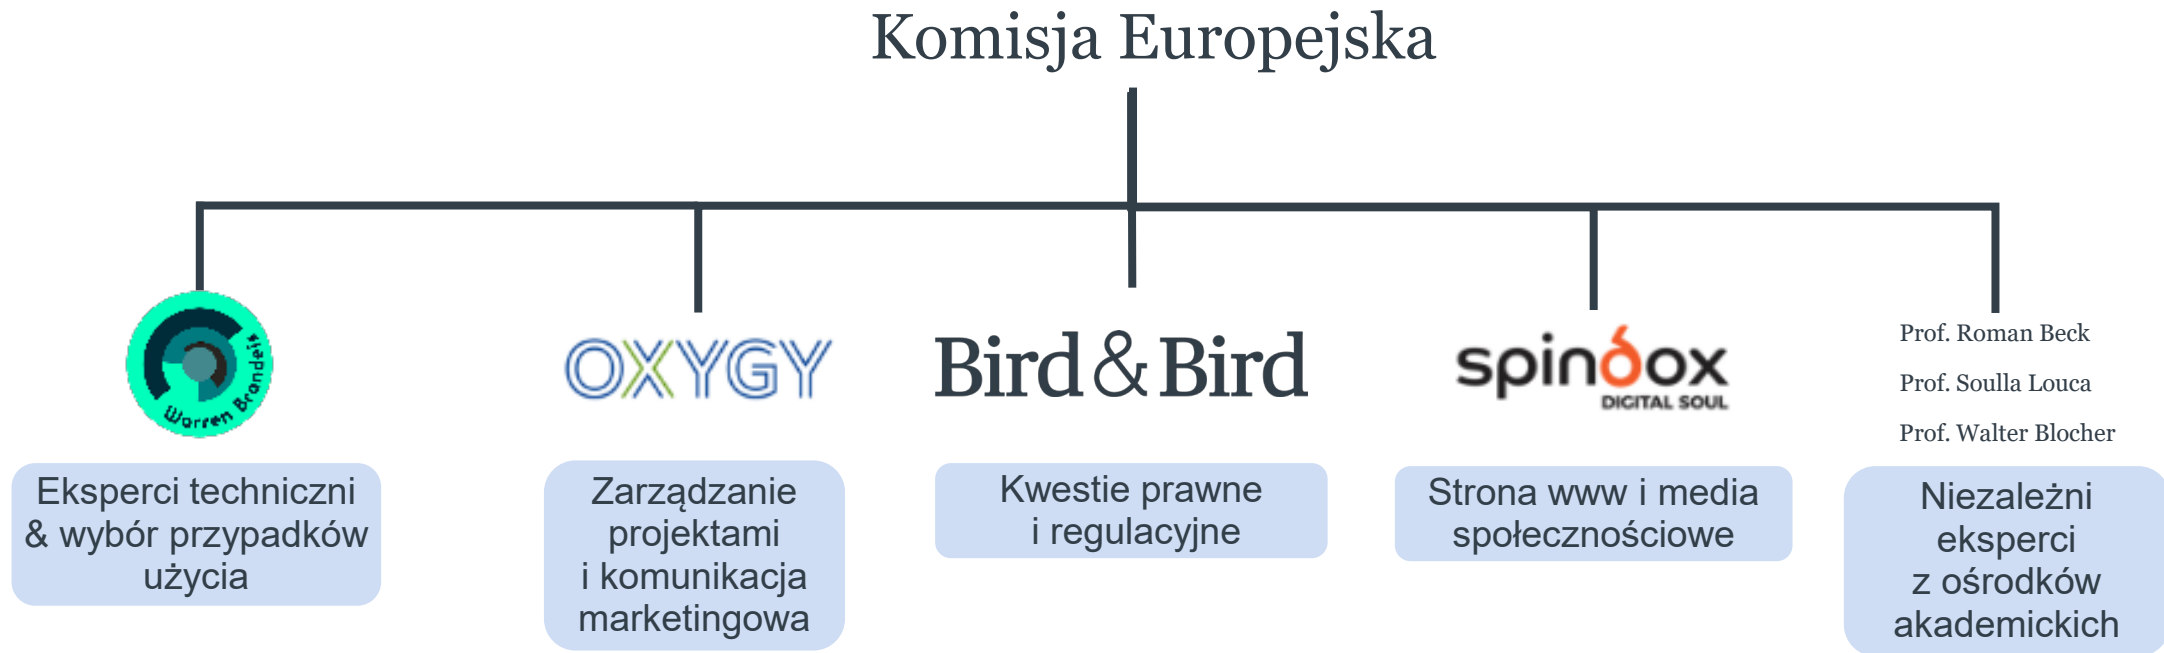 Komisja Europejska
Warren Brandeis
OXYGY
Bird & Bird
spindox
DIGITAL SOUL
Prof. Roman Beck
Prof. Soulla Louca
Prof. Walter Blocher
Eksperci techniczni
& wybór przypadków
użycia
Zarządzanie
projektami
i komunikacja
marketingowa
Kwestie prawne
i regulacyjne
Strona www i media
społecznościowe
Niezależni
eksperci
z ośrodków
akademickich